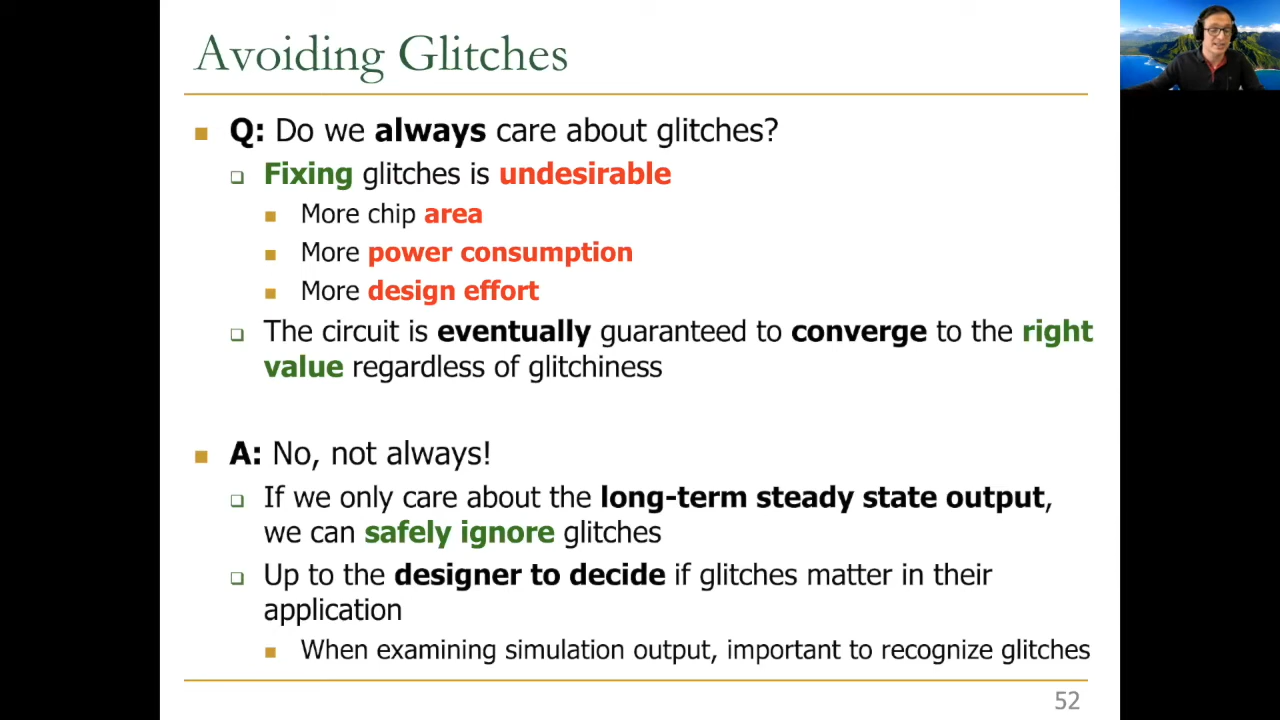 Avoiding Glitches
Q: Do we always care about glitches?
Fixing glitches is undesirable
More chip area
More power consumption
More design effort
The circuit is eventually guaranteed to converge to the right
value regardless of glitchiness
A: No, not always!
If we only care about the long-term steady state output,
we can safely ignore glitches
Up to the designer to decide if glitches matter in their
application
When examining simulation output, important to recognize glitches
52